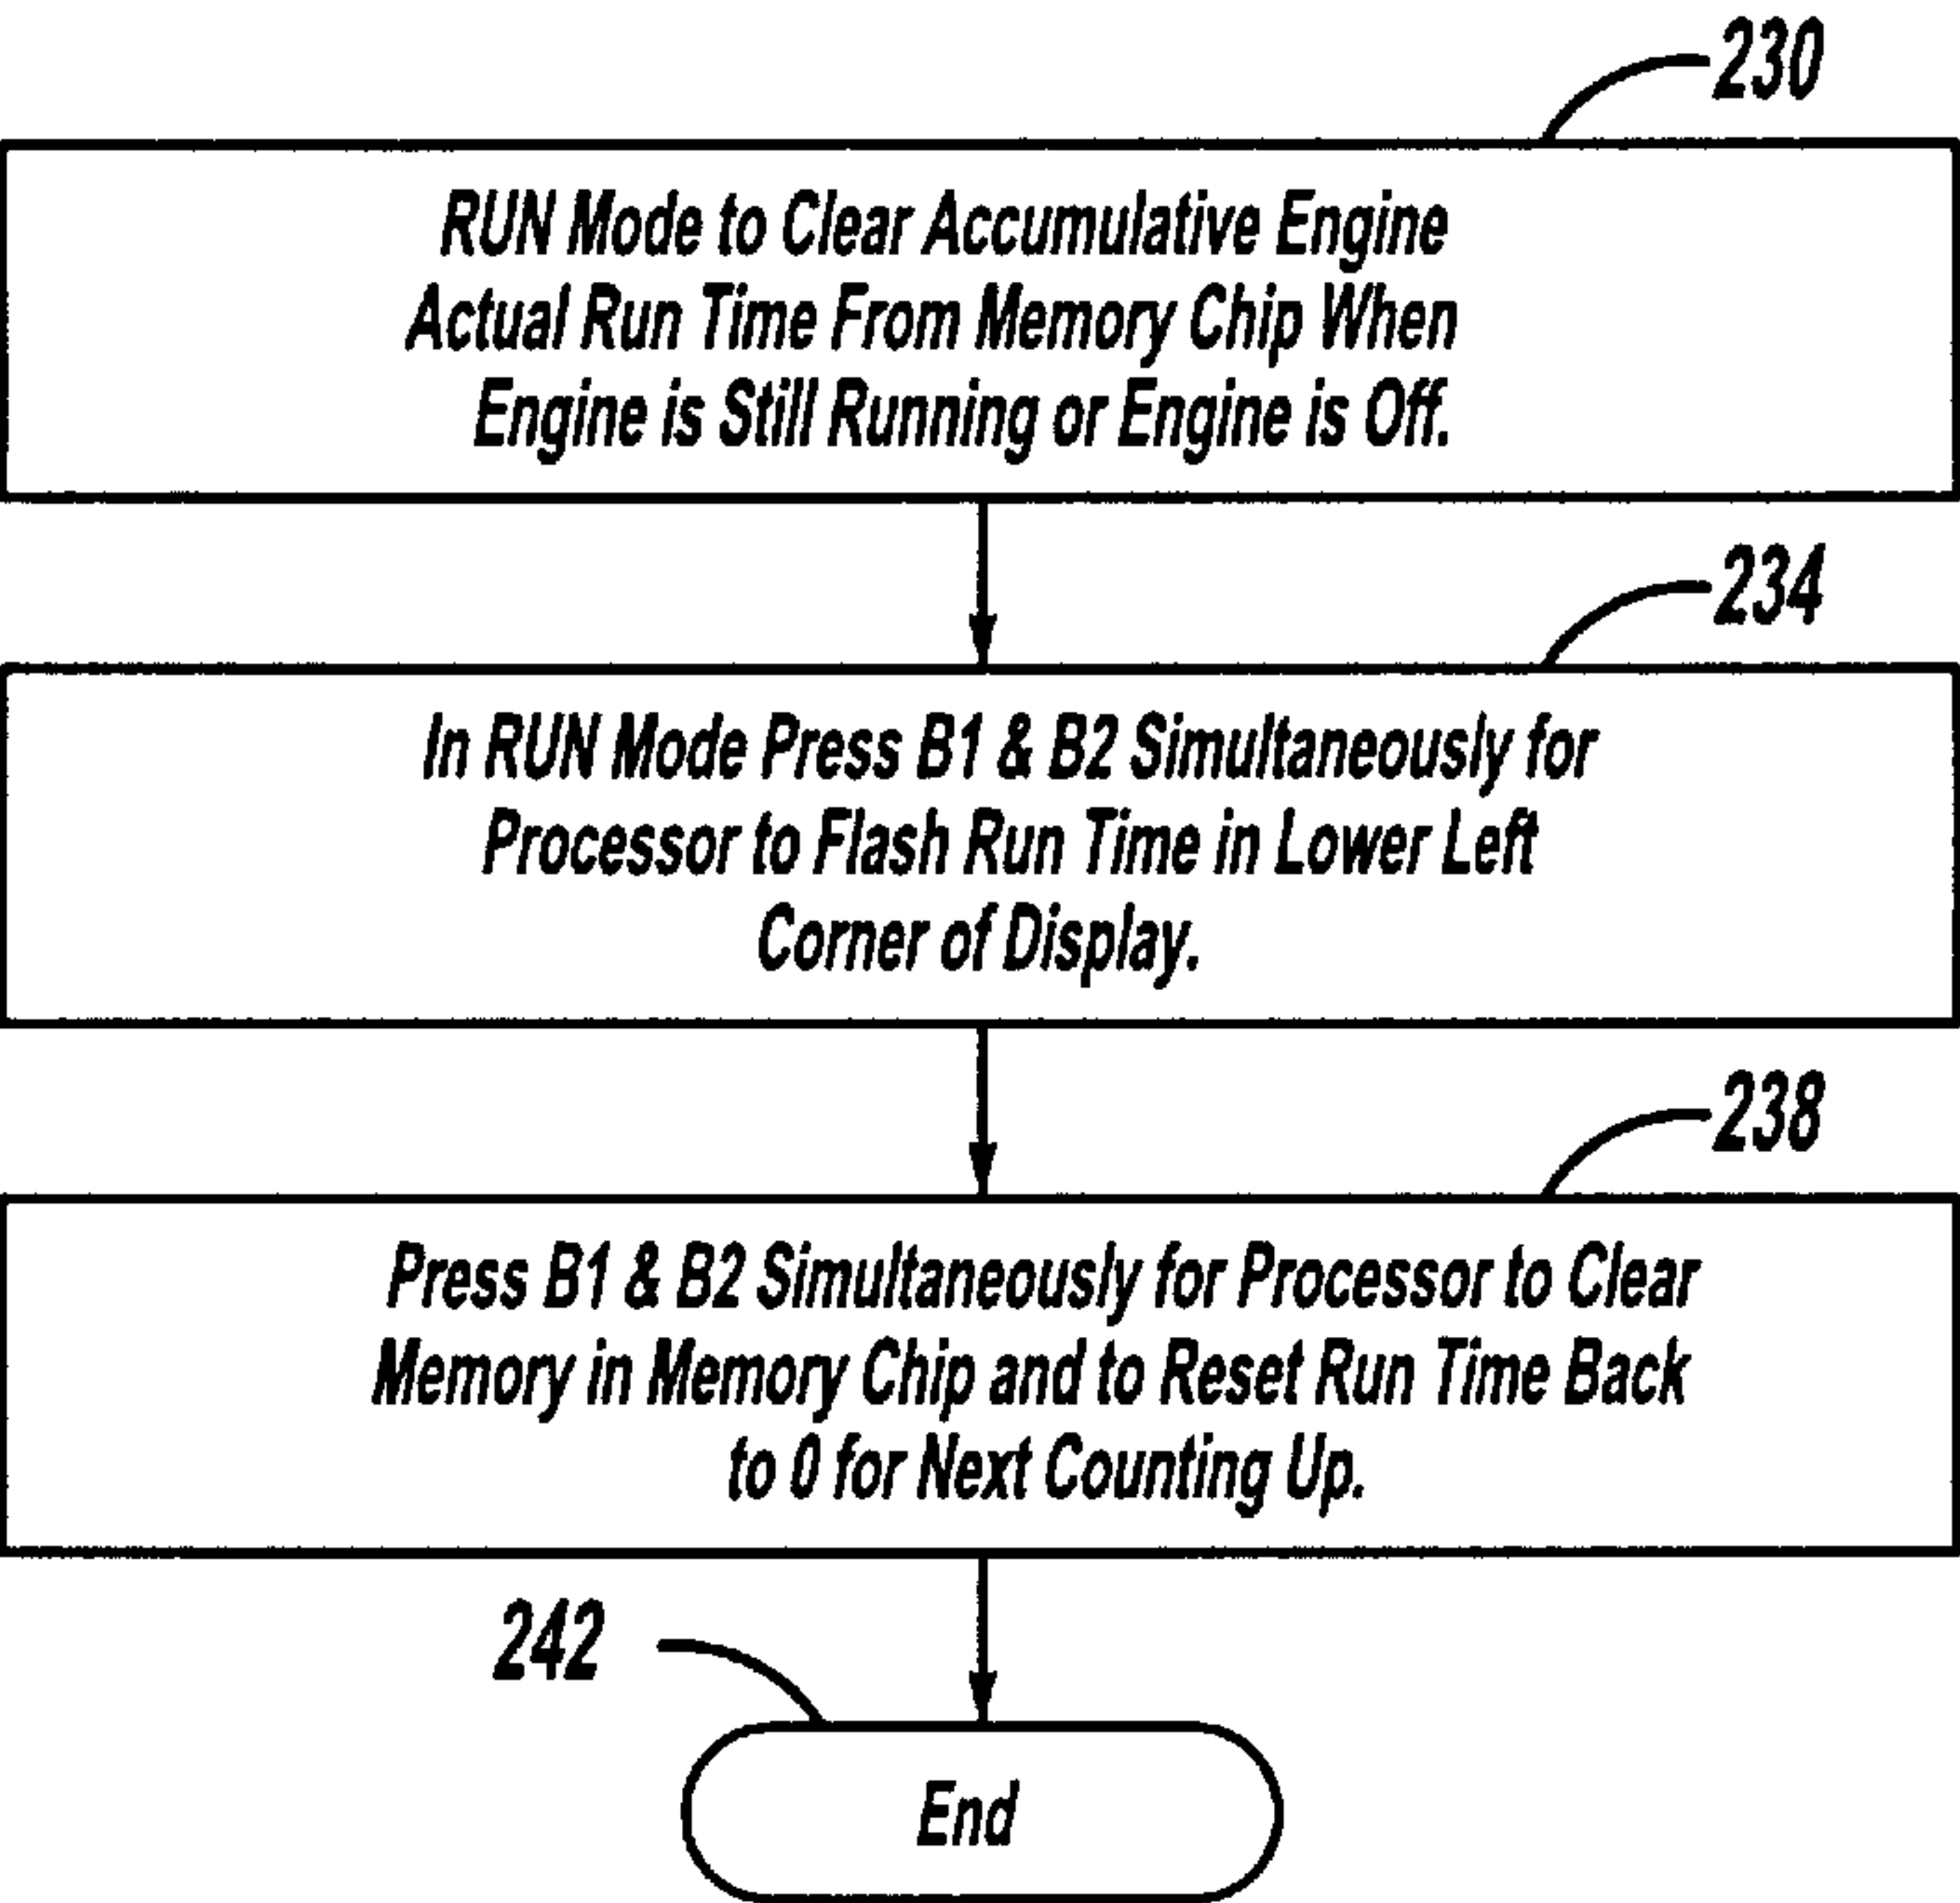 230
RUN Mode to Clear Accumulative Engine
Actual Run Time From Memory Chip When
Engine is Still Running or Engine is Off.
234
In RUN Mode Press B1 & B2 Simultaneously for
Processor to Flash Run Time in Lower Left
Corner of Display.
238
Press B1 & B2 Simultaneously for Processor to Clear
Memory in Memory Chip and to Reset Run Time Back
to 0 for Next Counting Up.
242
End